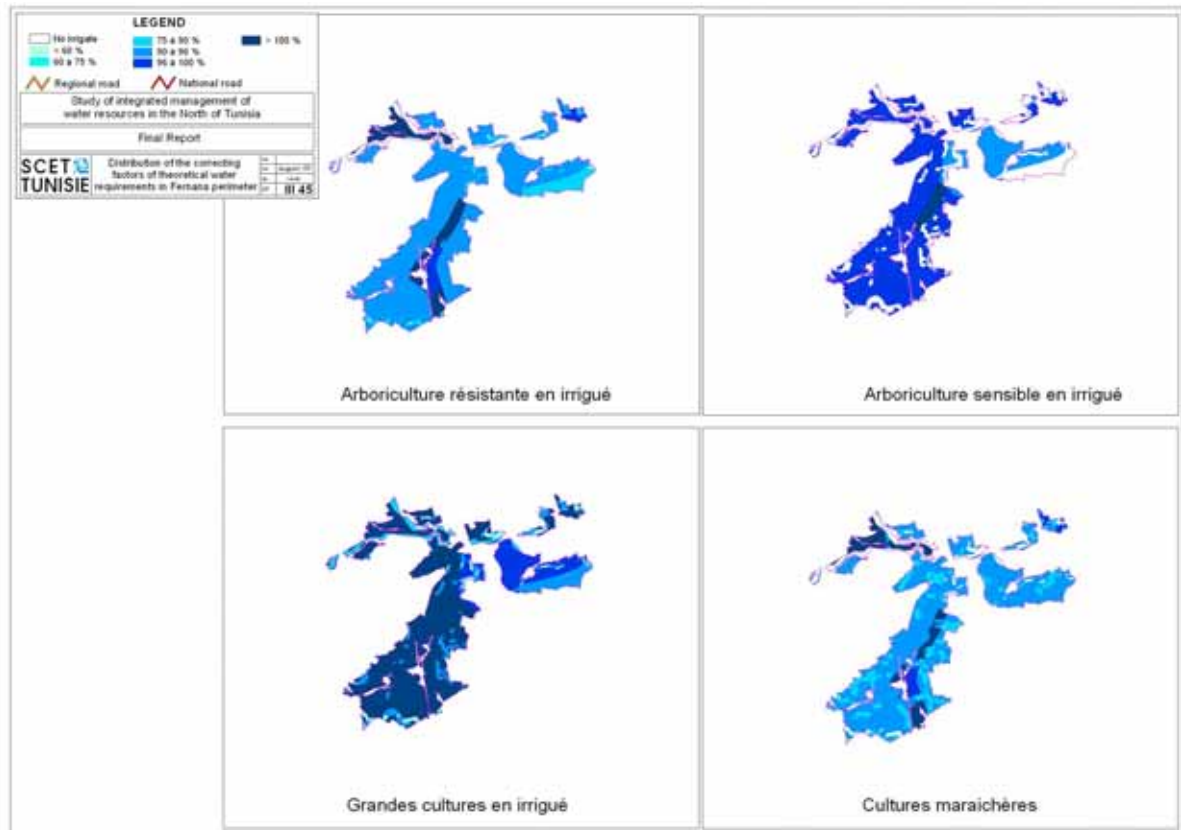 LEGEND
No irrigate
< 60 %
60 à 75 %
75 à 90 %
90 à 96 %
96 à 100 %
> 100 %
Regional road
National road
Study of integrated management of
water resources in the North of Tunisia
Final Report
SCET
TUNISIE
Distribution of the correcting
factors of theoretical water
requirements in Fernana perimeter
III 45
Arboriculture résistante en irrigué
Arboriculture sensible en irrigué
Grandes cultures en irrigué
Cultures maraichères